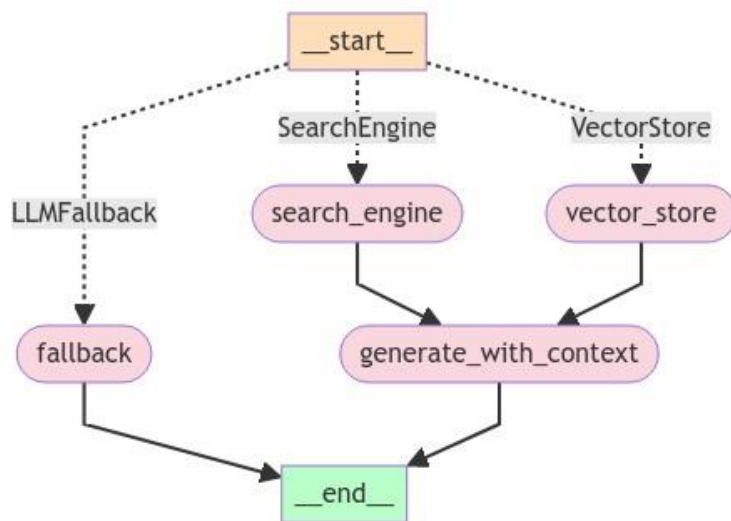 __start__
SearchEngine
VectorStore
LLMFallback
search_engine
vector_store
fallback
generate_with_context
__end__